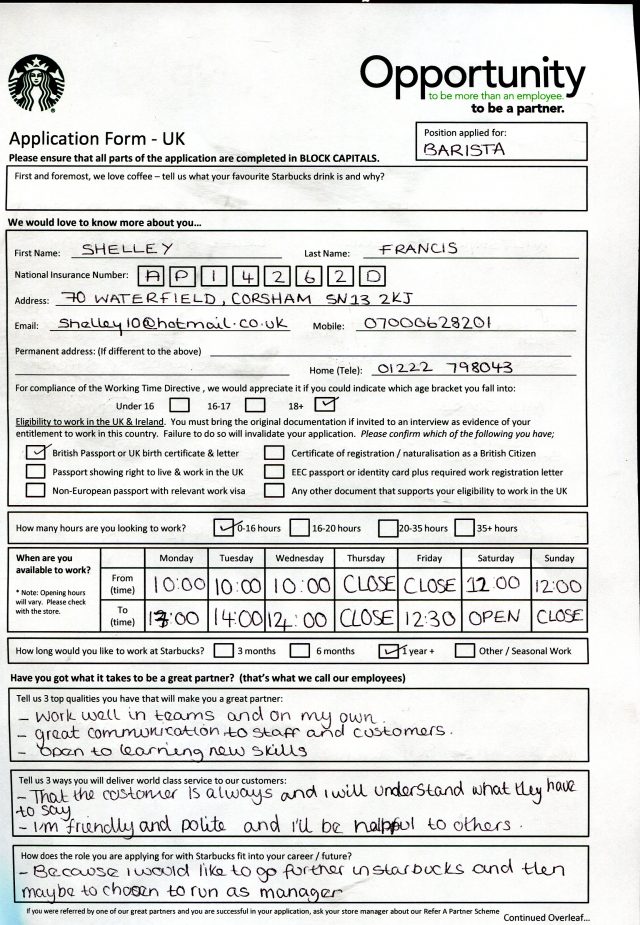 Opportunity
to be more than an employee.
to be a partner.
Application Form - UK
Please ensure that all parts of the application are completed in BLOCK CAPITALS.
Position applied for:
BARISTA
First and foremost, we love coffee – tell us what your favourite Starbucks drink is and why?
We would love to know more about you...
First Name: SHELLEY Last Name: FRANCIS
National Insurance Number: A P 1 4 2 6 2 D
Address: 70 WATERFIELD, CORSHAM SN13 2KJ
Email: Shelley10@hotmail.co.uk Mobile: 07000628201
Permanent address: (If different to the above)
Home (Tele): 01222 798043
For compliance of the Working Time Directive , we would appreciate it if you could indicate which age bracket you fall into:
Under 16 16-17 18+
Eligibility to work in the UK & Ireland. You must bring the original documentation if invited to an interview as evidence of your
entitlement to work in this country. Failure to do so will invalidate your application. Please confirm which of the following you have;
British Passport or UK birth certificate & letter Certificate of registration / naturalisation as a British Citizen
Passport showing right to live & work in the UK EEC passport or identity card plus required work registration letter
Non-European passport with relevant work visa Any other document that supports your eligibility to work in the UK
How many hours are you looking to work? 0-16 hours 16-20 hours 20-35 hours 35+ hours
When are you available to work?
* Note: Opening hours will vary. Please check with the store.
Monday Tuesday Wednesday Thursday Friday Saturday Sunday
From (time) 10:00 10:00 10:00 CLOSE CLOSE 12:00 12:00
To (time) :00 14:00 14:00 CLOSE 12:30 OPEN CLOSE
How long would you like to work at Starbucks? 3 months 6 months 1 year + Other / Seasonal Work
Have you got what it takes to be a great partner? (that's what we call our employees)
Tell us 3 top qualities you have that will make you a great partner:
- work well in teams and on my own.
- great communication to staff and customers.
- open to learning new skills
Tell us 3 ways you will deliver world class service to our customers:
- That the customer is always and i will understand what they have
to say
- I'm friendly and polite and i'll be helpful to others.
How does the role you are applying for with Starbucks fit into your career / future?
- Because i would like to go further in starbucks and then
maybe to chosen to run as manager
If you were referred by one of our great partners and you are successful in your application, ask your store manager about our Refer A Partner Scheme
Continued Overleaf...